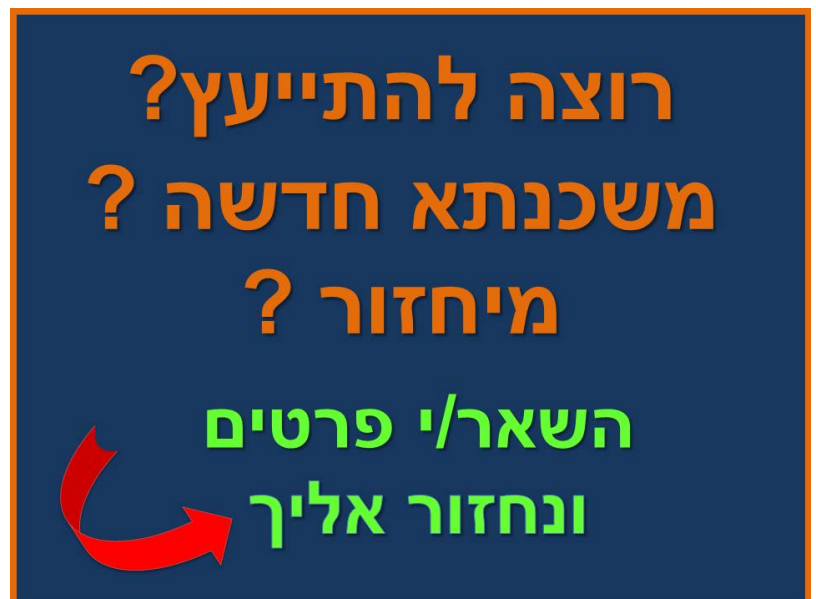 רוצה להתייעץ?
משכנתא חדשה ?
מיחזור ?
השאר/י פרטים
ונחזור אליך